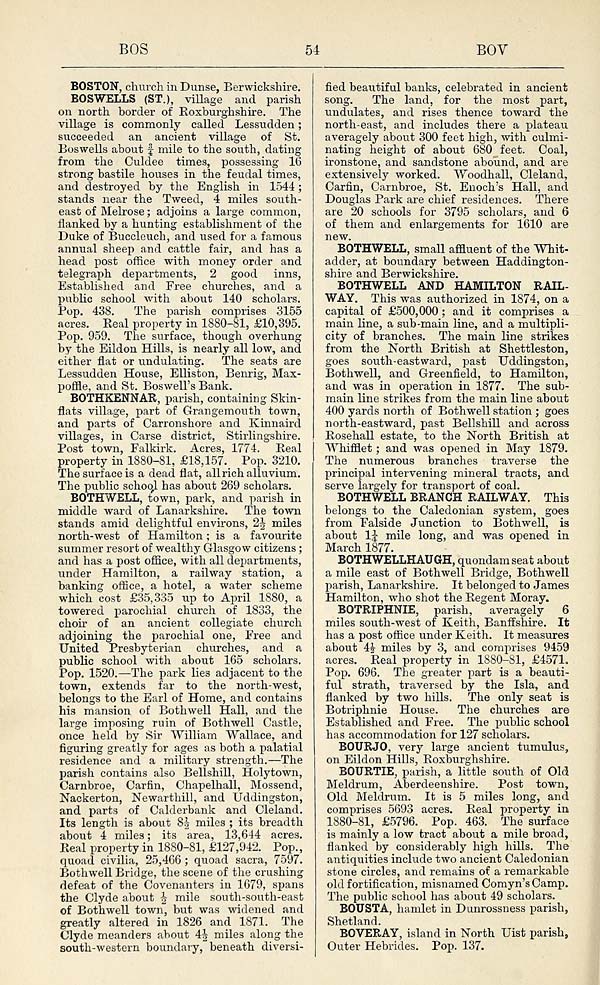 BOS 54 BOV
BOSTON, church in Dunse, Berwickshire.
BOSWELLS (ST.), village and parish
on north border of Roxburghshire. The
village is commonly called Lessudden;
succeeded an ancient village of St.
Boswells about ¾ mile to the south, dating
from the Culdee times, possessing 16
strong bastile houses in the feudal times,
and destroyed by the English in 1544;
stands near the Tweed, 4 miles south-
east of Melrose; adjoins a large common,
flanked by a hunting establishment of the
Duke of Buccleuch, and used for a famous
annual sheep and cattle fair, and has a
head post office with money order and
telegraph departments, 2 good inns,
Established and Free churches, and a
public school with about 140 scholars.
Pop. 438. The parish comprises 3155
acres. Real property in 1880-81, £10,395.
Pop. 959. The surface, though overhung
by the Eildon Hills, is nearly all low, and
either flat or undulating. The seats are
Lessudden House, Elliston, Benrig, Max-
poffle, and St. Boswell's Bank.
BOTHKENNAR, parish, containing Skin-
flats village, part of Grangemouth town,
and parts of Carronshore and Kinnaird
villages, in Carse district, Stirlingshire.
Post town, Falkirk. Acres, 1774. Real
property in 1880-81, £18,157. Pop. 3210.
The surface is a dead flat, all rich alluvium.
The public school has about 269 scholars.
BOTHWELL, town, park, and parish in
middle ward of Lanarkshire. The town
stands amid delightful environs, 2½ miles
north-west of Hamilton; is a favourite
summer resort of wealthy Glasgow citizens;
and has a post office, with all departments,
under Hamilton, a railway station, a
banking office, a hotel, a water scheme
which cost £35,335 up to April 1880, a
towered parochial church of 1833, the
choir of an ancient collegiate church
adjoining the parochial one, Free and
United Presbyterian churches, and a
public school with about 165 scholars.
Pop. 1520.—The park lies adjacent to the
town, extends far to the north-west,
belongs to the Earl of Home, and contains
his mansion of Bothwell Hall, and the
large imposing ruin of Bothwell Castle,
once held by Sir William Wallace, and
figuring greatly for ages as both a palatial
residence and a military strength.—The
parish contains also Bellshill, Holytown,
Carnbroe, Carfin, Chapelhall, Mossend,
Nackerton, Newarthill, and Uddingston,
and parts of Calderbank and Cleland.
Its length is about 8½ miles; its breadth
about 4 miles; its area, 13,644 acres.
Real property in 1880-81, £127,942. Pop.,
quoad civilia, 25,466; quoad sacra, 7597.
Bothwell Bridge, the scene of the crushing
defeat of the Covenanters in 1679, spans
the Clyde about ½ mile south-south-east
of Bothwell town, but was widened and
greatly altered in 1826 and 1871. The
Clyde meanders about 4½ miles along the
south-western boundary, beneath diversi-
fied beautiful banks, celebrated in ancient
song. The land, for the most part,
undulates, and rises thence toward the
north-east, and includes there a plateau
averagely about 300 feet high, with culmi-
nating height of about 680 feet. Coal,
ironstone, and sandstone abound, and are
extensively worked. Woodhall, Cleland,
Carfin, Carnbroe, St. Enoch's Hall, and
Douglas Park are chief residences. There
are 20 schools for 3795 scholars, and 6
of them and enlargements for 1610 are
new.
BOTHWELL, small affluent of the Whit-
adder, at boundary between Haddington-
shire and Berwickshire.
BOTHWELL AND HAMILTON RAIL-
WAY. This was authorized in 1874, on a
capital of £500,000; and it comprises a
main line, a sub-main line, and a multipli-
city of branches. The main line strikes
from the North British at Shettleston,
goes south-eastward, past Uddingston,
Bothwell, and Greenfield, to Hamilton,
and was in operation in 1877. The sub-
main line strikes from the main line about
400 yards north of Bothwell station; goes
north-eastward, past Bellshill and across
Rosehall estate, to the North British at
Whifflet; and was opened in May 1879.
The numerous branches traverse the
principal intervening mineral tracts, and
serve largely for transport of coal.
BOTHWELL BRANCH RAILWAY. This
belongs to the Caledonian system, goes
from Falside Junction to Bothwell, is
about 1¼ mile long, and was opened in
March 1877.
BOTHWELLHAUGH, quondam seat about
a mile east of Bothwell Bridge, Bothwell
parish, Lanarkshire. It belonged to James
Hamilton, who shot the Regent Moray.
BOTRIPHNIE, parish, averagely 6
miles south-west of Keith, Banffshire. It
has a post office under Keith. It measures
about 4½ miles by 3, and comprises 9459
acres. Real property in 1880-81, £4571.
Pop. 696. The greater part is a beauti-
ful strath, traversed by the Isla, and
flanked by two hills. The only seat is
Botriphnie House. The churches are
Established and Free. The public school
has accommodation for 127 scholars.
BOURJO, very large ancient tumulus,
on Eildon Hills, Roxburghshire.
BOURTIE, parish, a little south of Old
Meldrum, Aberdeenshire. Post town,
Old Meldrum. It is 5 miles long, and
comprises 5693 acres. Real property in
1880-81, £5796. Pop. 463. The surface
is mainly a low tract about a mile broad,
flanked by considerably high hills. The
antiquities include two ancient Caledonian
stone circles, and remains of a remarkable
old fortification, misnamed Comyn's Camp.
The public school has about 49 scholars.
BOUSTA, hamlet in Dunrossness parish,
Shetland.
BOVERAY, island in North Uist parish,
Outer Hebrides. Pop. 137.